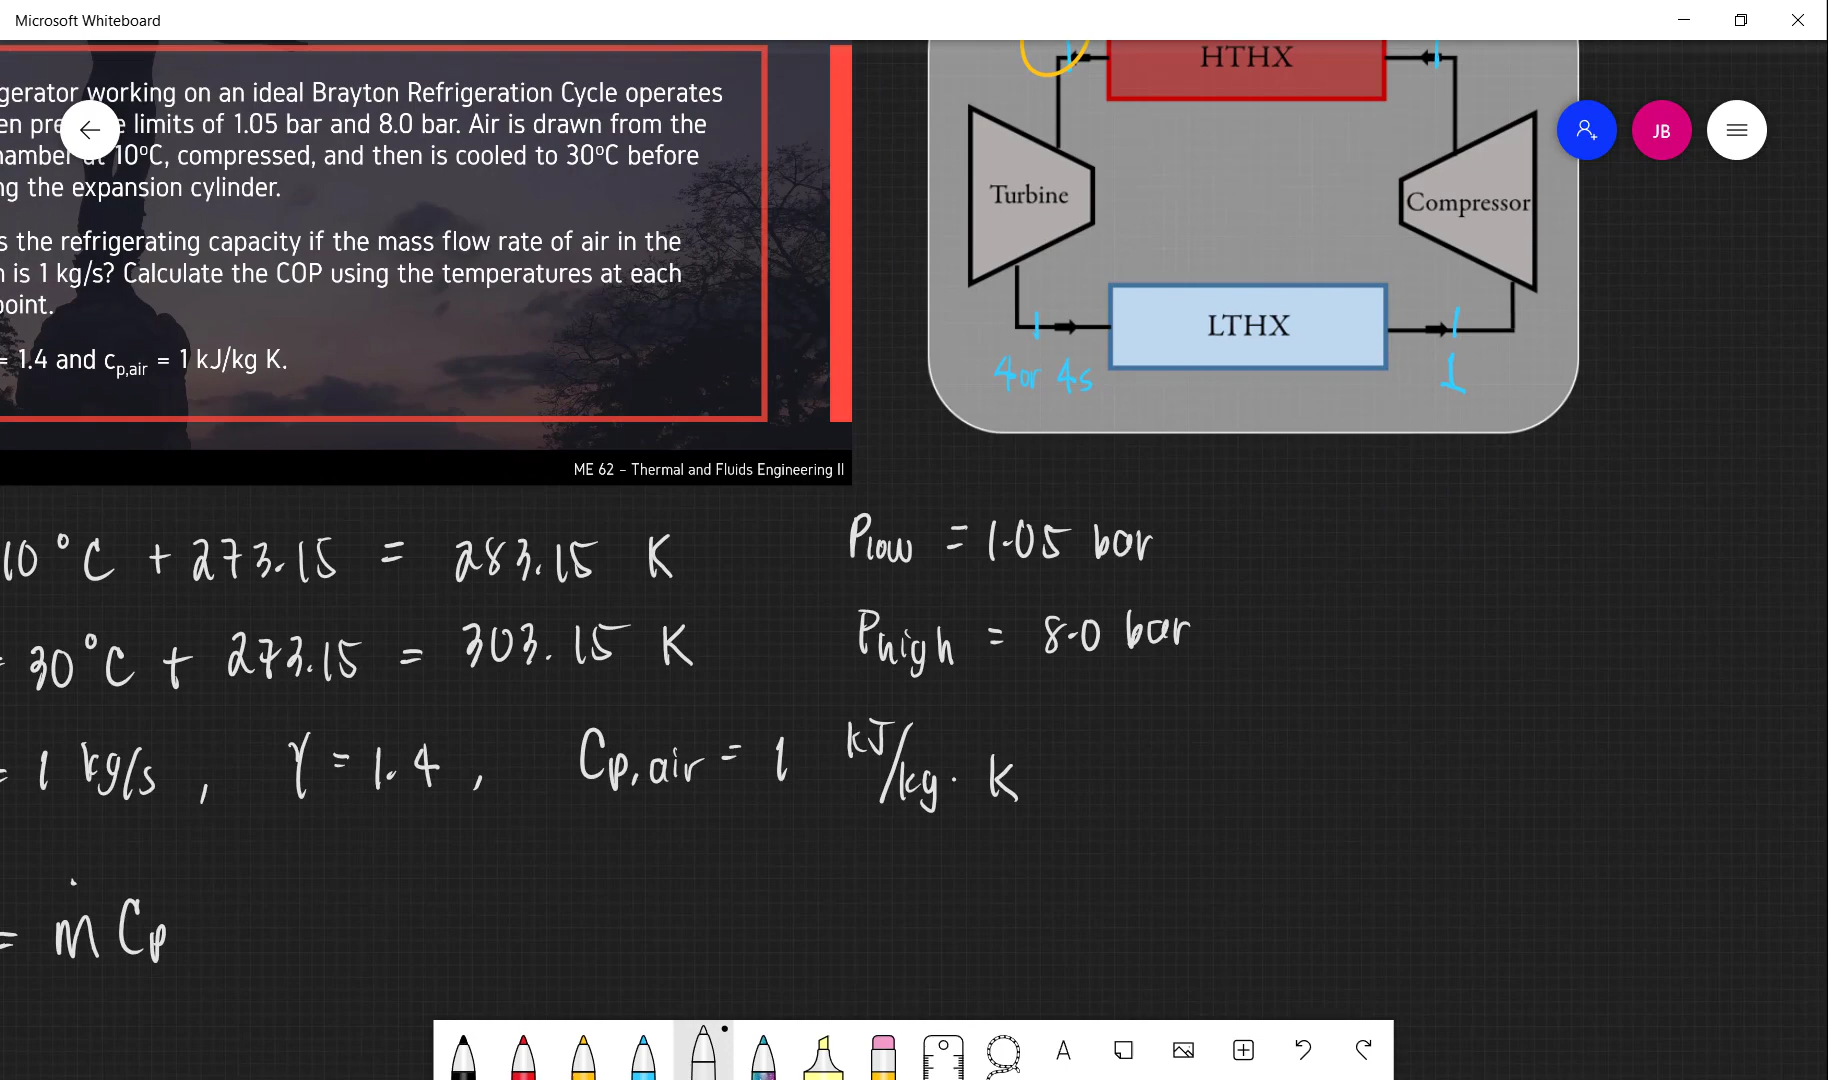 Microsoft Whiteboard
gerator working on an ideal Brayton Refrigeration Cycle operates
en pre e limits of 1.05 bar and 8.0 bar. Air is drawn from the
hamber at 10°C, compressed, and then is cooled to 30°C before
ng the expansion cylinder.
s the refrigerating capacity if the mass flow rate of air in the
n is 1 kg/s? Calculate the COP using the temperatures at each
point.
= 1.4 and cp,air = 1 kJ/kg K.
ME 62 – Thermal and Fluids Engineering II
HTHX
Turbine
Compressor
LTHX
4 or 4s
1
JB
10°C + 273.15 = 283.15 K
Plow = 1.05 bar
= 30°C + 273.15 = 303.15 K
Phigh = 8.0 bar
= 1 kg/s , γ = 1.4 , Cp,air = 1 kJ/kg · K
= ṁ Cp
A